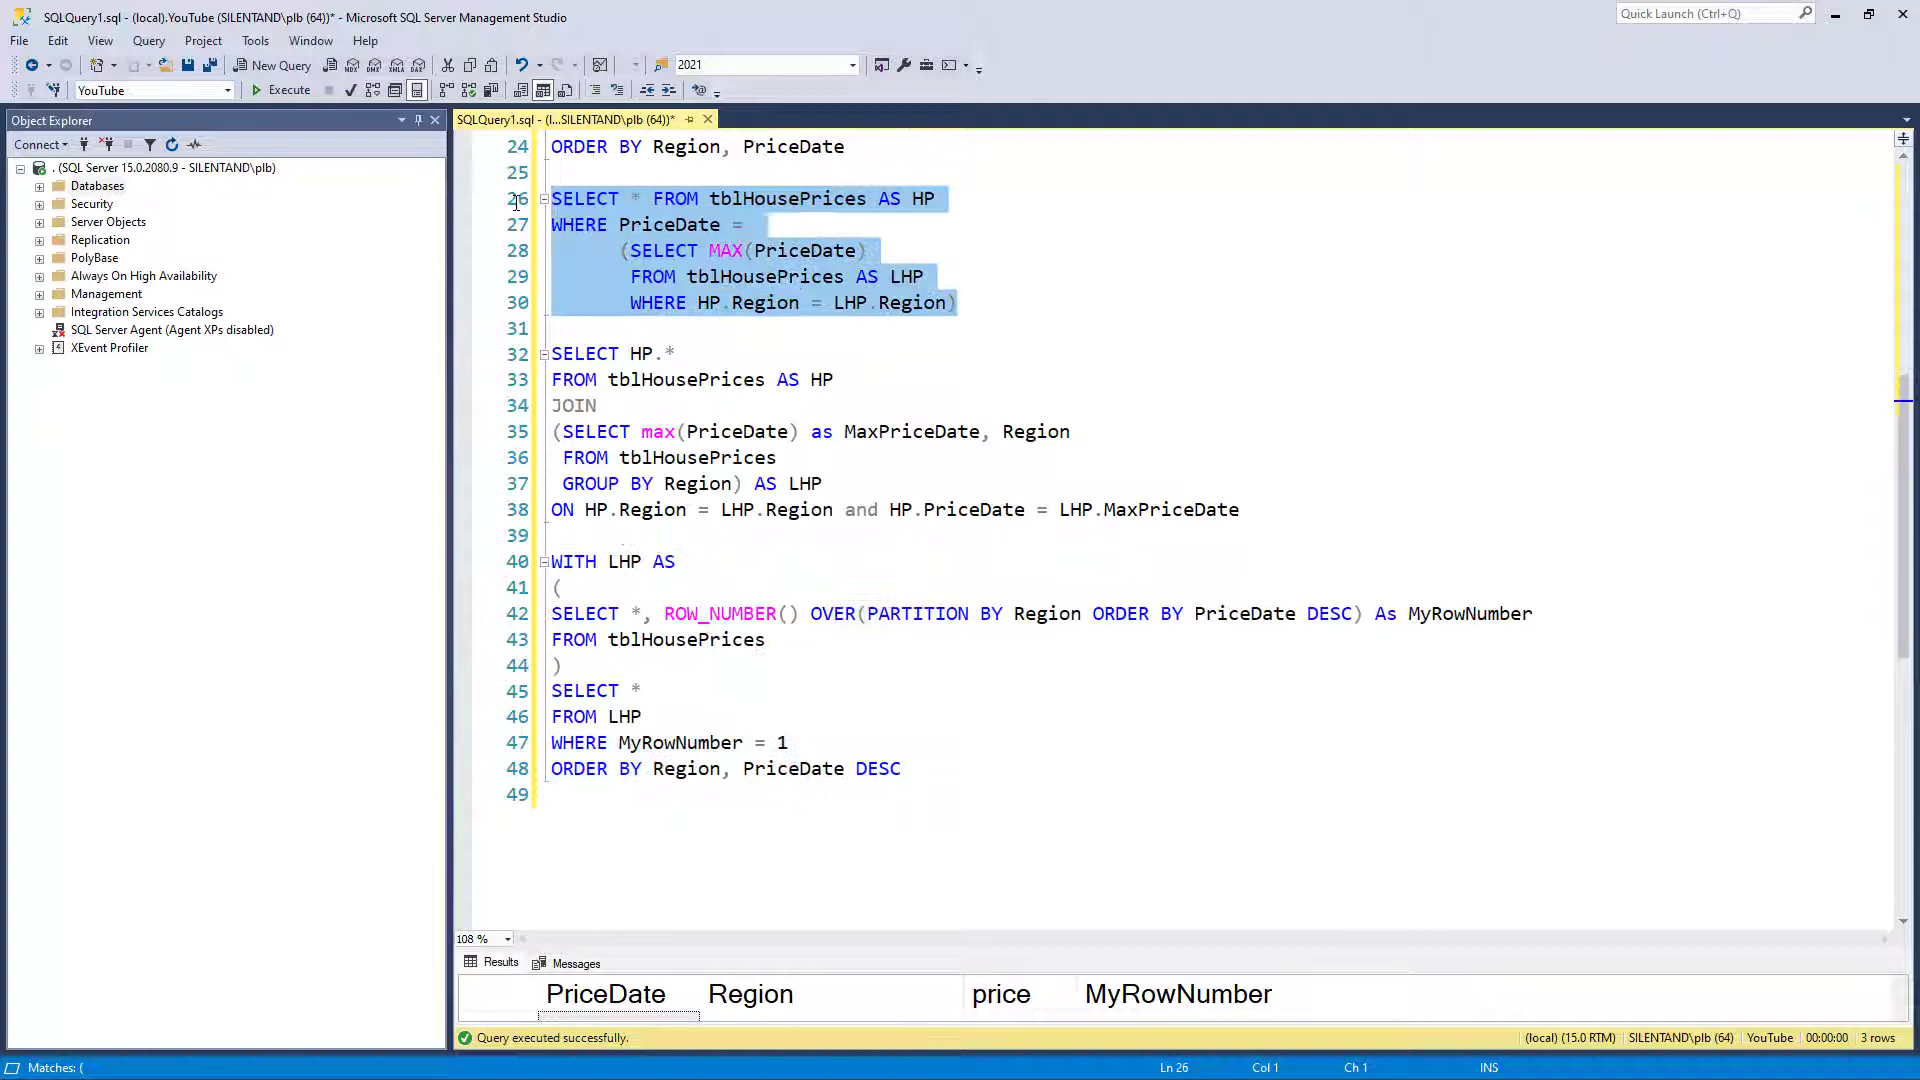 SQLQuery1.sql - (local).YouTube (SILENTAND\plb (64))* - Microsoft SQL Server Management Studio
Quick Launch (Ctrl+Q)
File Edit View Query Project Tools Window Help
New Query
MDX DMX XMLA DAX
2021
YouTube
Execute
Object Explorer
SQLQuery1.sql - (l...SILENTAND\plb (64))*
Connect
. (SQL Server 15.0.2080.9 - SILENTAND\plb)
Databases
Security
Server Objects
Replication
PolyBase
Always On High Availability
Management
Integration Services Catalogs
SQL Server Agent (Agent XPs disabled)
XEvent Profiler
24 ORDER BY Region, PriceDate
25
26 SELECT * FROM tblHousePrices AS HP
27 WHERE PriceDate =
28 (SELECT MAX(PriceDate)
29 FROM tblHousePrices AS LHP
30 WHERE HP.Region = LHP.Region)
31
32 SELECT HP.*
33 FROM tblHousePrices AS HP
34 JOIN
35 (SELECT max(PriceDate) as MaxPriceDate, Region
36 FROM tblHousePrices
37 GROUP BY Region) AS LHP
38 ON HP.Region = LHP.Region and HP.PriceDate = LHP.MaxPriceDate
39
40 WITH LHP AS
41 (
42 SELECT *, ROW_NUMBER() OVER(PARTITION BY Region ORDER BY PriceDate DESC) As MyRowNumber
43 FROM tblHousePrices
44 )
45 SELECT *
46 FROM LHP
47 WHERE MyRowNumber = 1
48 ORDER BY Region, PriceDate DESC
49
108 %
Results Messages
PriceDate Region price MyRowNumber
Query executed successfully.
(local) (15.0 RTM) SILENTAND\plb (64) YouTube 00:00:00 3 rows
Matches: (
Ln 26 Col 1 Ch 1 INS